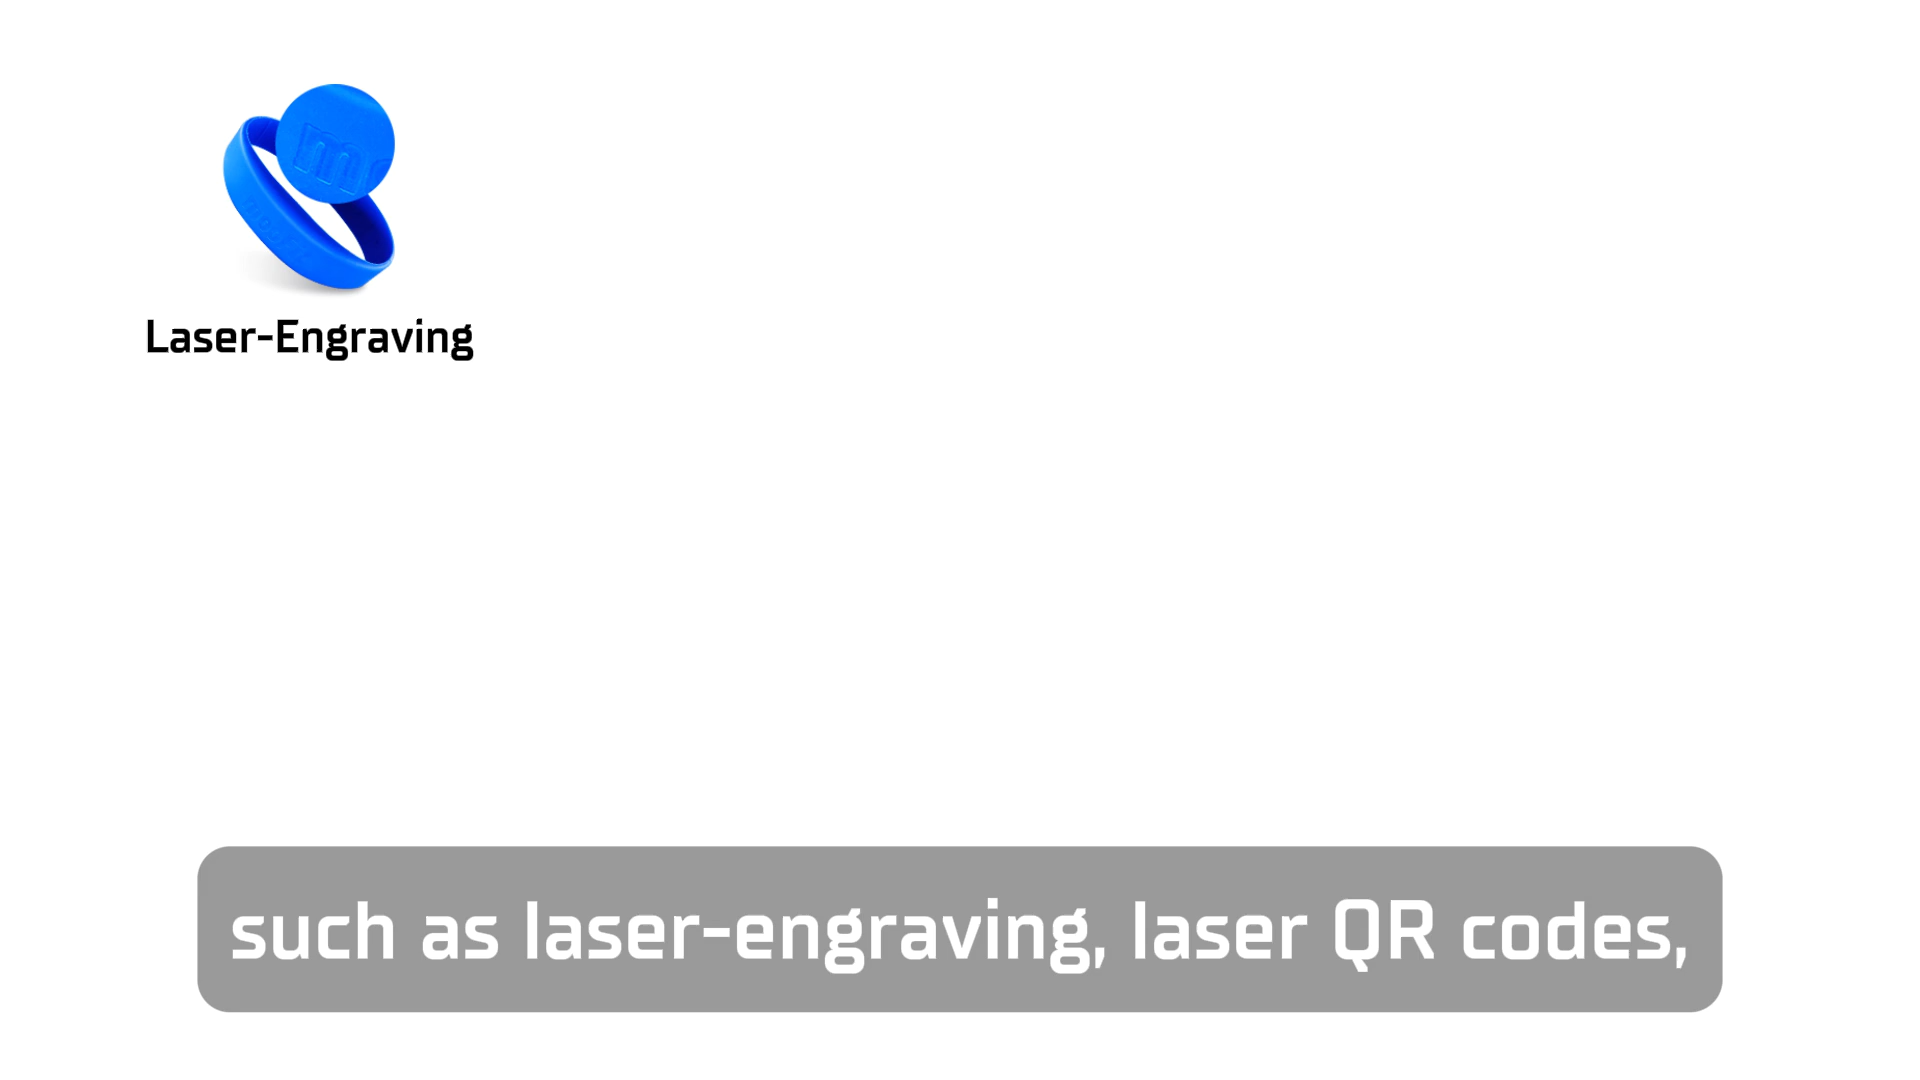 Laser-Engraving
such as laser-engraving, laser QR codes,